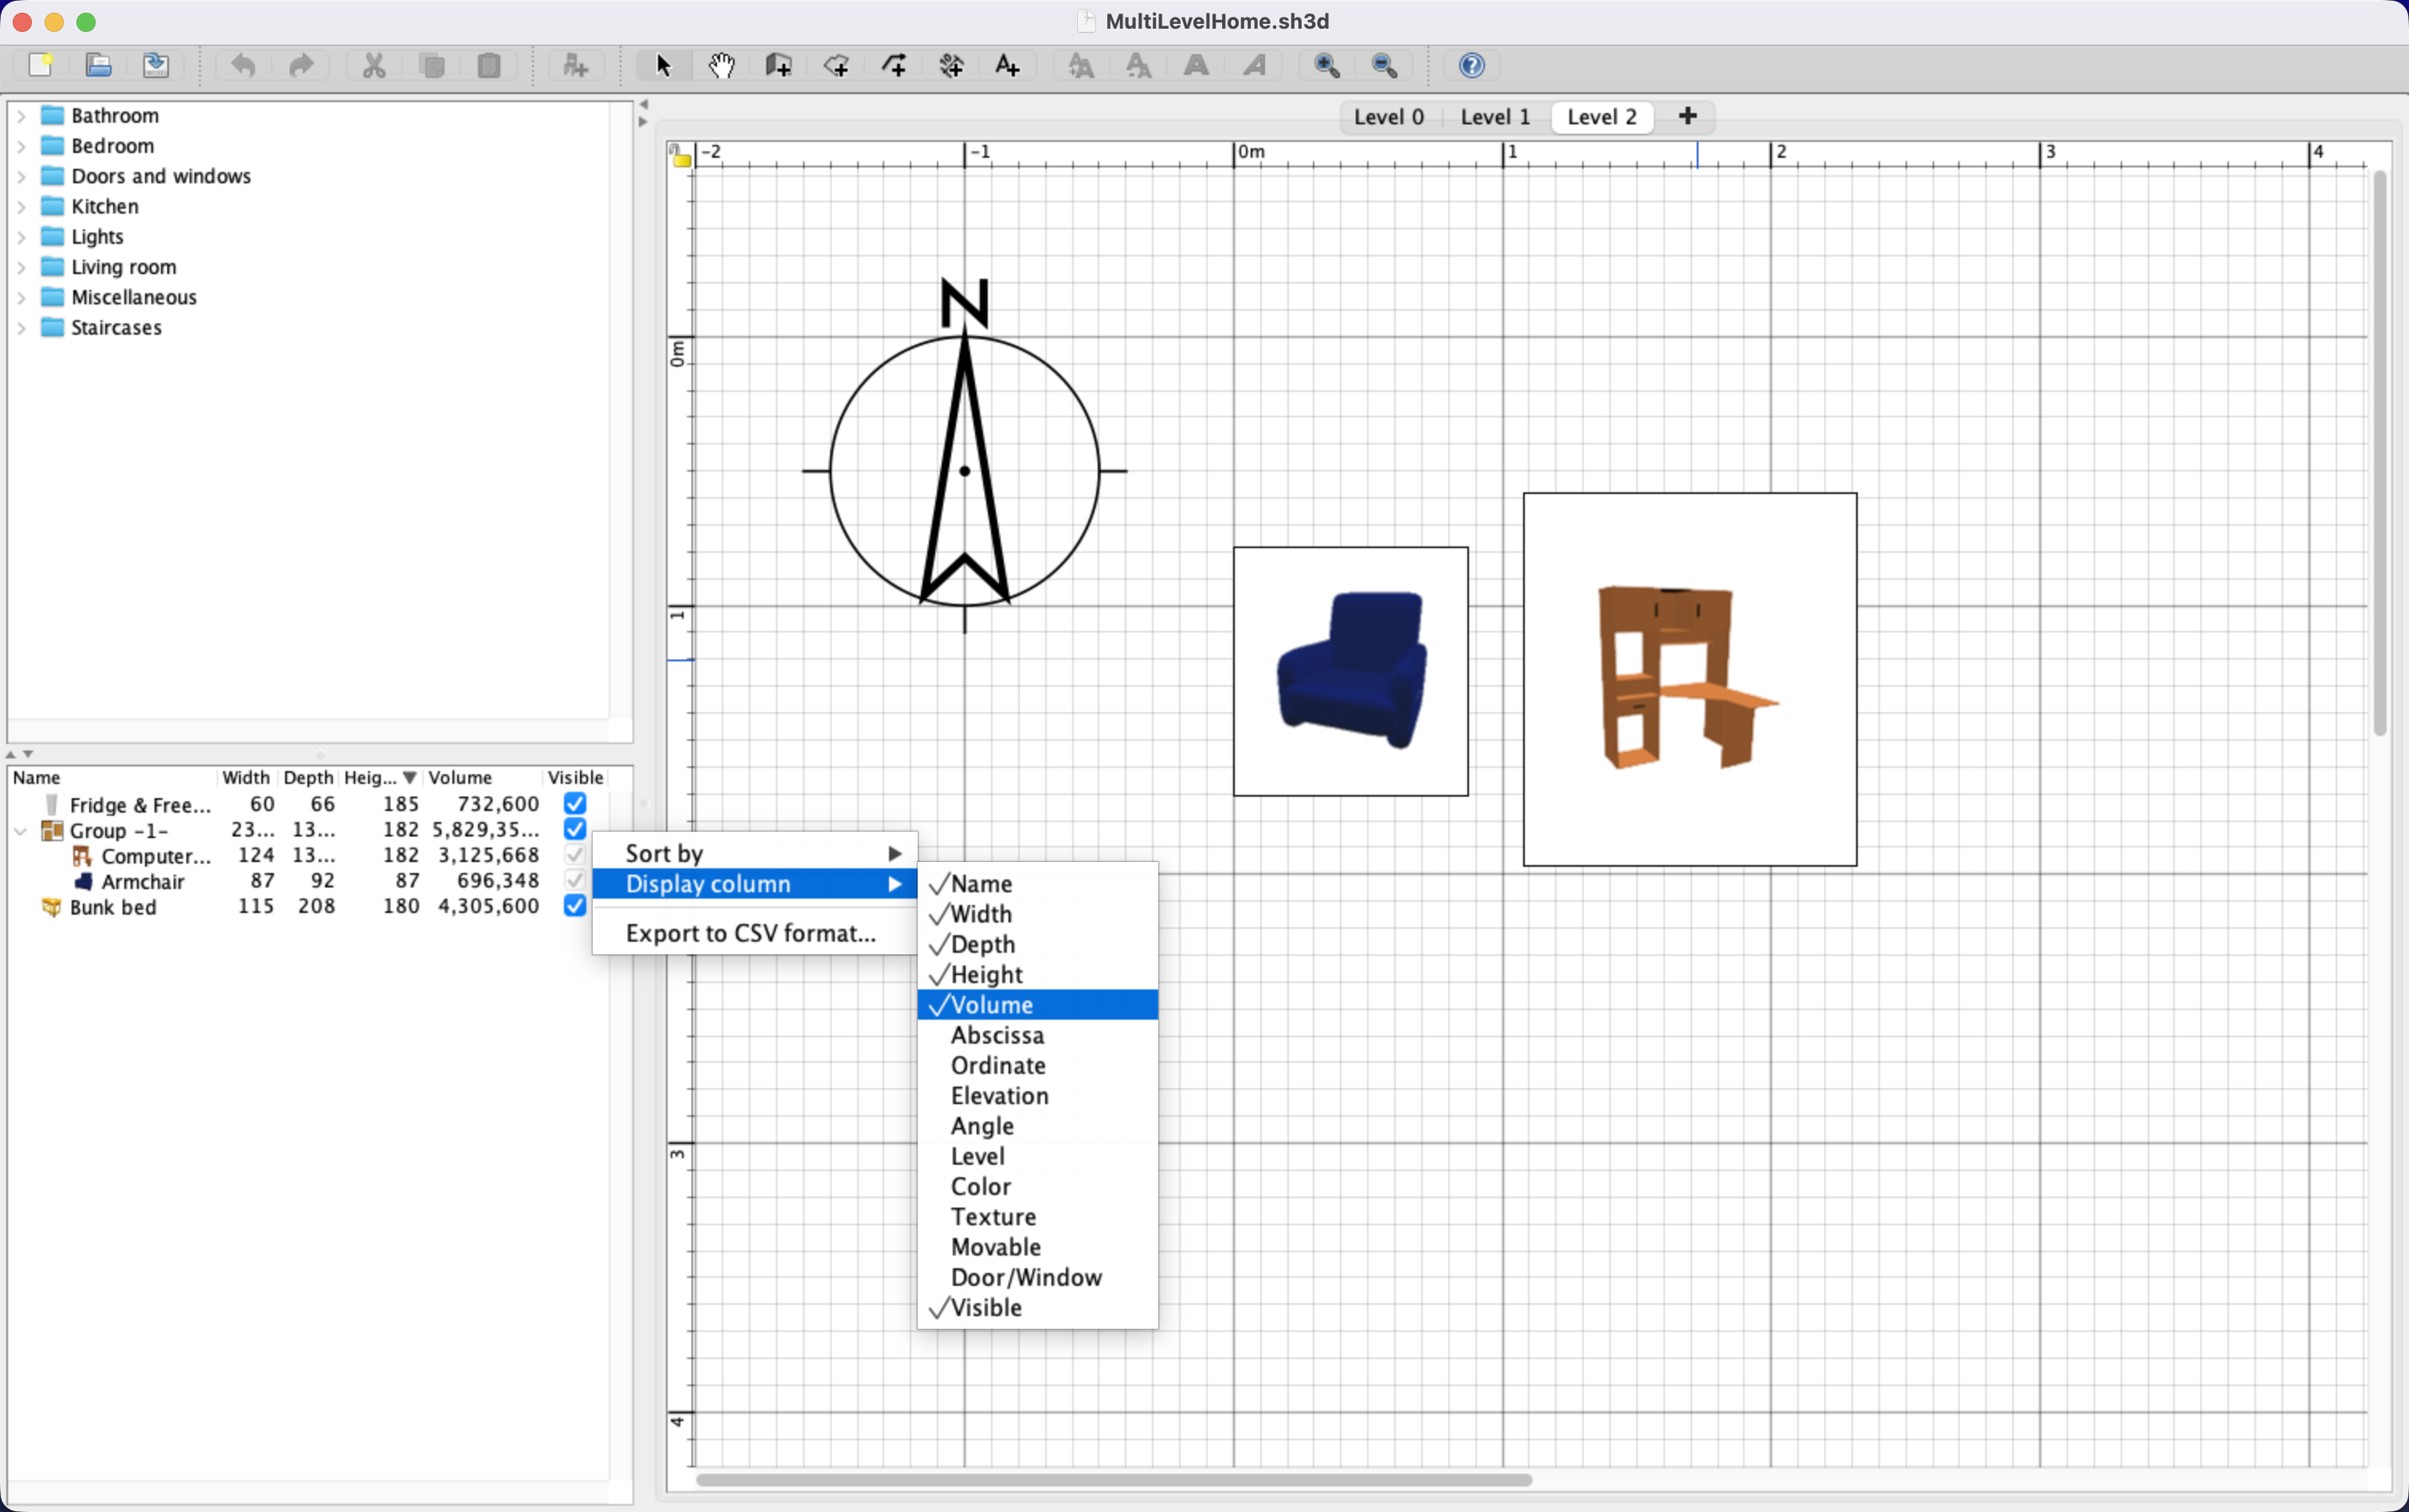 MultiLevelHome.sh3d
Bathroom
Bedroom
Doors and windows
Kitchen
Lights
Living room
Miscellaneous
Staircases
Level 0 Level 1 Level 2 +
-2 -1 0m 1 2 3 4
N
0m
1
3
4
Name Width Depth Heig... Volume Visible
Fridge & Free... 60 66 185 732,600
Group -1- 23... 13... 182 5,829,35...
Computer... 124 13... 182 3,125,668
Armchair 87 92 87 696,348
Bunk bed 115 208 180 4,305,600
Sort by
Display column
Export to CSV format...
Name
Width
Depth
Height
Volume
Abscissa
Ordinate
Elevation
Angle
Level
Color
Texture
Movable
Door/Window
Visible